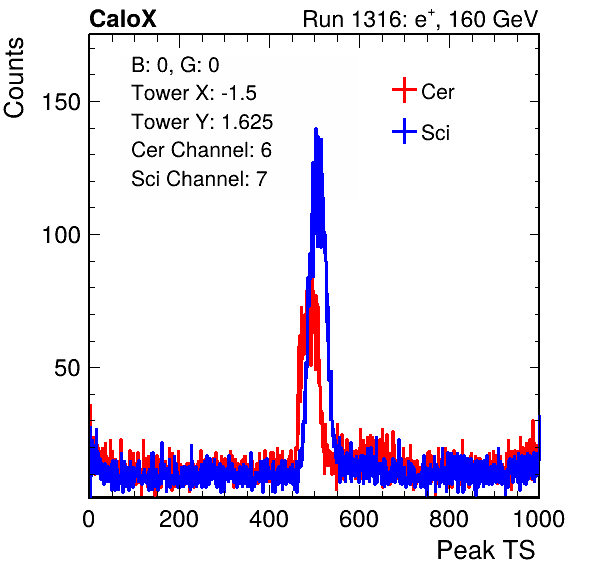 CaloX Run 1316: e+, 160 GeV
B: 0, G: 0
Tower X: -1.5
Tower Y: 1.625
Cer Channel: 6
Sci Channel: 7
Cer
Sci
Counts
150
100
50
0 200 400 600 800 1000
Peak TS